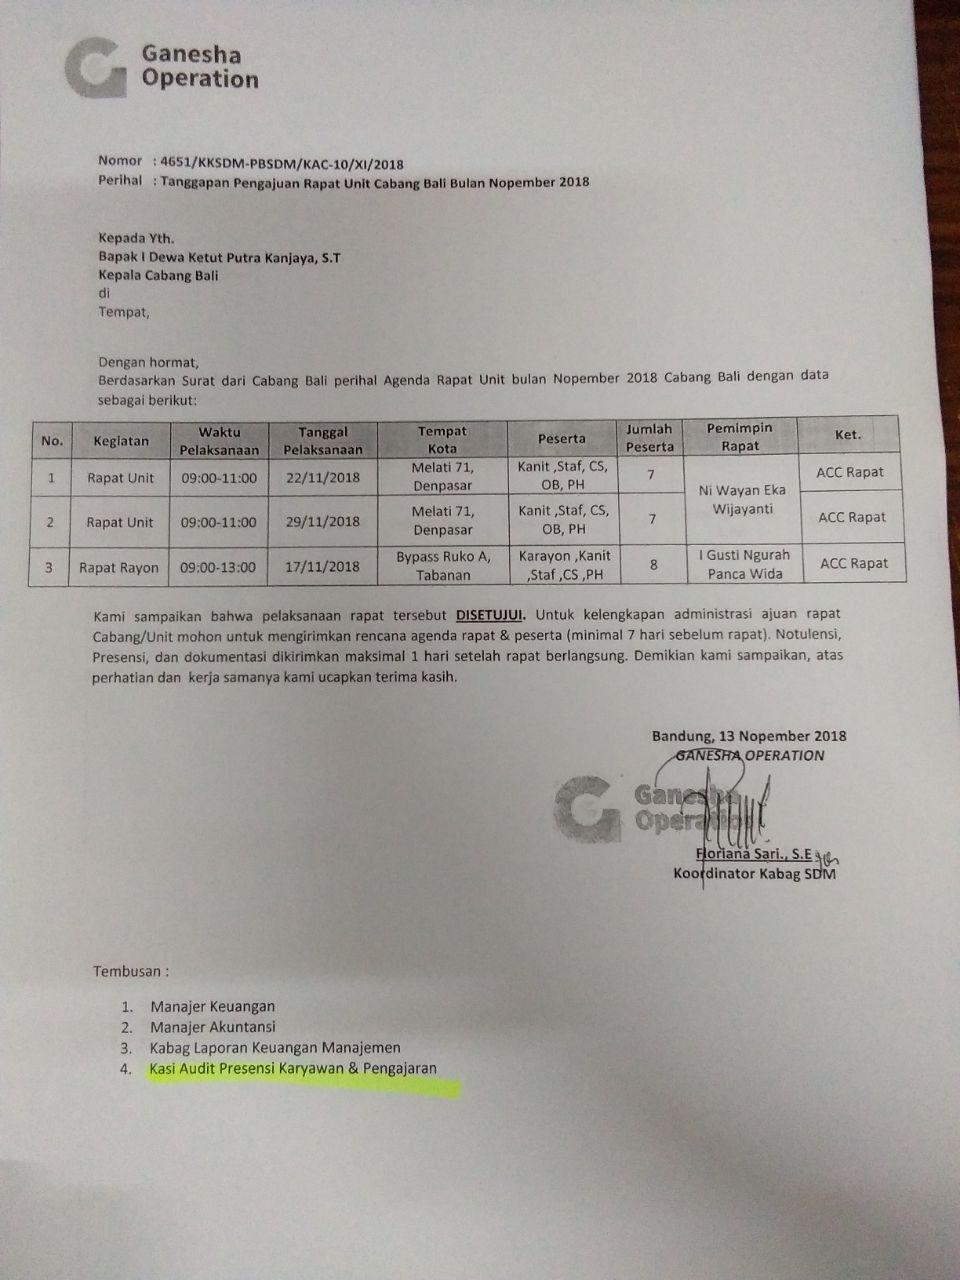 Ganesha
Operation
Nomor : 4651/KKSDM-PBSDM/KAC-10/XI/2018
Perihal : Tanggapan Pengajuan Rapat Unit Cabang Bali Bulan Nopember 2018
Kepada Yth.
Bapak I Dewa Ketut Putra Kanjaya, S.T
Kepala Cabang Bali
di
Tempat,
Dengan hormat,
Berdasarkan Surat dari Cabang Bali perihal Agenda Rapat Unit bulan Nopember 2018 Cabang Bali dengan data
sebagai berikut:
No. Kegiatan Waktu Pelaksanaan Tanggal Pelaksanaan Tempat Kota Peserta Jumlah Peserta Pemimpin Rapat Ket.
1 Rapat Unit 09:00-11:00 22/11/2018 Melati 71, Denpasar Kanit ,Staf, CS, OB, PH 7 Ni Wayan Eka Wijayanti ACC Rapat
2 Rapat Unit 09:00-11:00 29/11/2018 Melati 71, Denpasar Kanit ,Staf, CS, OB, PH 7 ACC Rapat
3 Rapat Rayon 09:00-13:00 17/11/2018 Bypass Ruko A, Tabanan Karayon ,Kanit ,Staf ,CS ,PH 8 I Gusti Ngurah Panca Wida ACC Rapat
Kami sampaikan bahwa pelaksanaan rapat tersebut DISETUJUI. Untuk kelengkapan administrasi ajuan rapat
Cabang/Unit mohon untuk mengirimkan rencana agenda rapat & peserta (minimal 7 hari sebelum rapat). Notulensi,
Presensi, dan dokumentasi dikirimkan maksimal 1 hari setelah rapat berlangsung. Demikian kami sampaikan, atas
perhatian dan kerja samanya kami ucapkan terima kasih.
Bandung, 13 Nopember 2018
GANESHA OPERATION
Ganesha
Operation
Floriana Sari., S.E
Koordinator Kabag SDM
Tembusan :
1. Manajer Keuangan
2. Manajer Akuntansi
3. Kabag Laporan Keuangan Manajemen
4. Kasi Audit Presensi Karyawan & Pengajaran